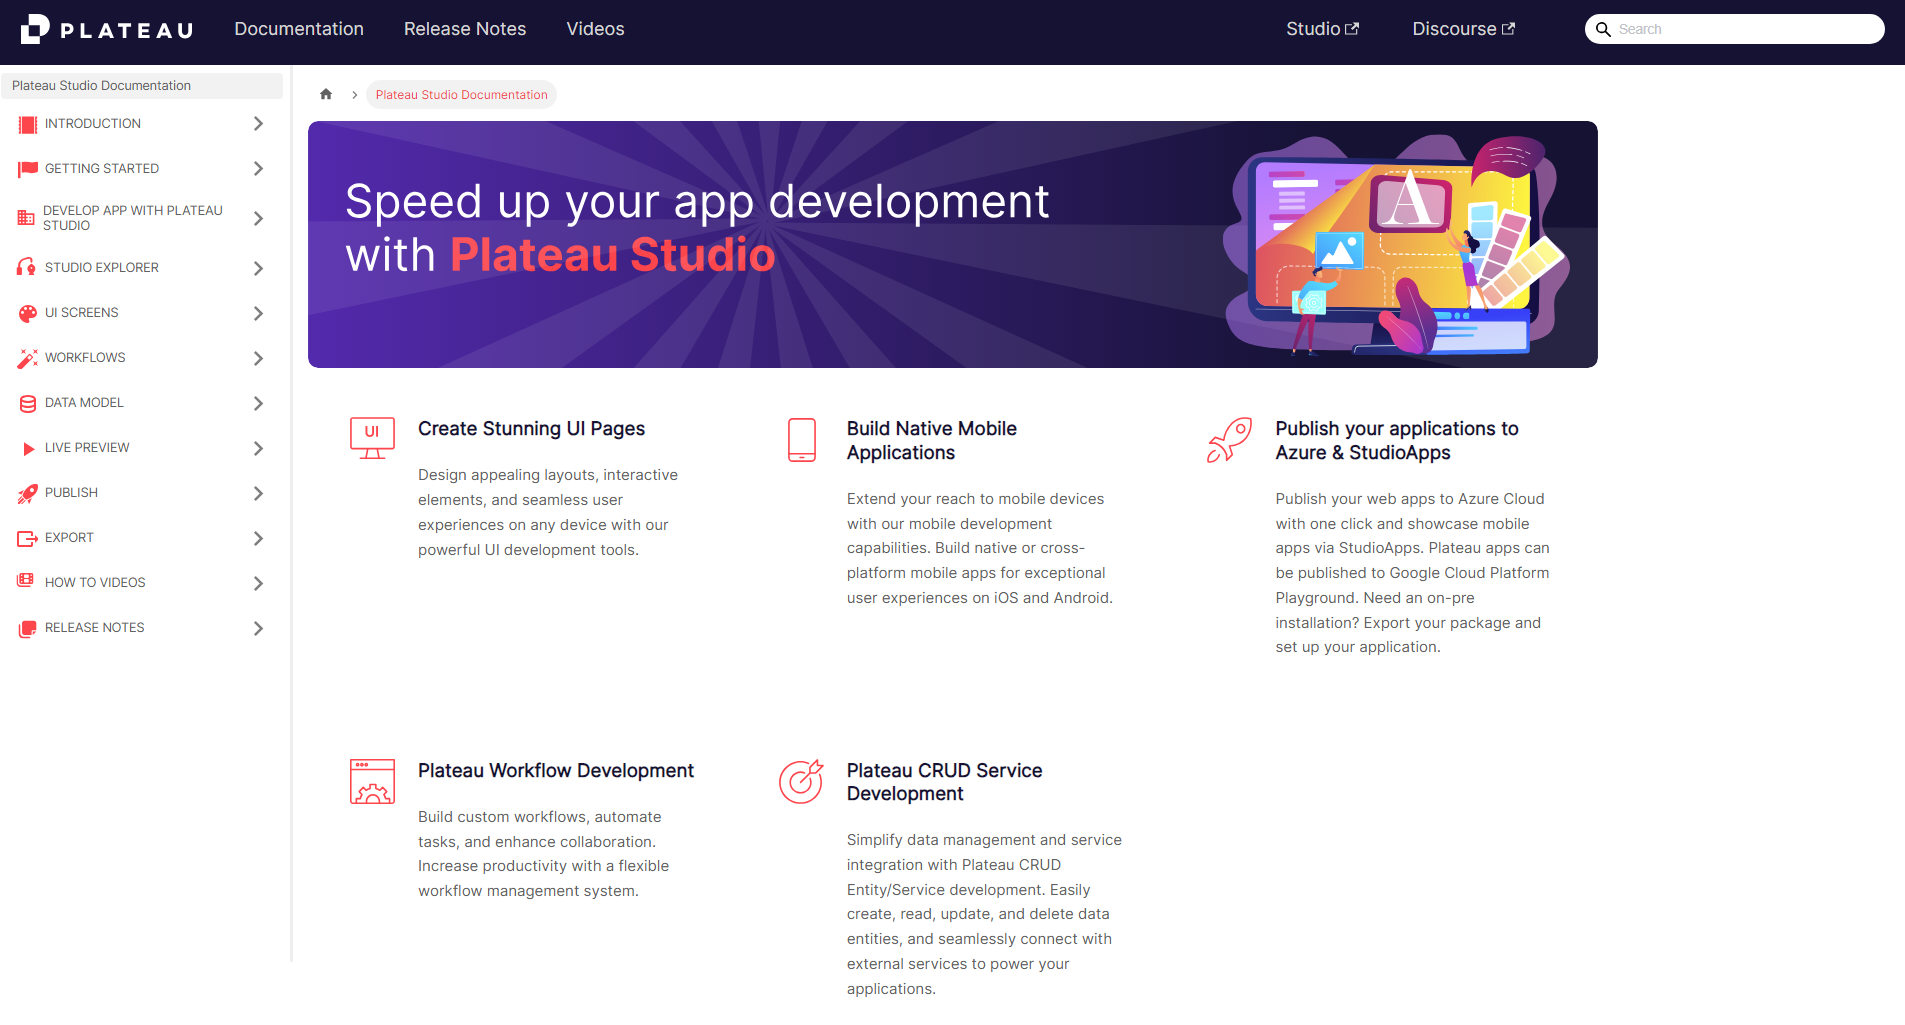 PLATEAU
Documentation
Release Notes
Videos
Studio
Discourse
Search
Plateau Studio Documentation
INTRODUCTION
GETTING STARTED
DEVELOP APP WITH PLATEAU
STUDIO
STUDIO EXPLORER
UI SCREENS
WORKFLOWS
DATA MODEL
LIVE PREVIEW
PUBLISH
EXPORT
HOW TO VIDEOS
RELEASE NOTES
Plateau Studio Documentation
Speed up your app development
with Plateau Studio
A
UI
Create Stunning UI Pages
Design appealing layouts, interactive
elements, and seamless user
experiences on any device with our
powerful UI development tools.
Build Native Mobile
Applications
Extend your reach to mobile devices
with our mobile development
capabilities. Build native or cross-
platform mobile apps for exceptional
user experiences on iOS and Android.
Publish your applications to
Azure & StudioApps
Publish your web apps to Azure Cloud
with one click and showcase mobile
apps via StudioApps. Plateau apps can
be published to Google Cloud Platform
Playground. Need an on-pre
installation? Export your package and
set up your application.
Plateau Workflow Development
Build custom workflows, automate
tasks, and enhance collaboration.
Increase productivity with a flexible
workflow management system.
Plateau CRUD Service
Development
Simplify data management and service
integration with Plateau CRUD
Entity/Service development. Easily
create, read, update, and delete data
entities, and seamlessly connect with
external services to power your
applications.